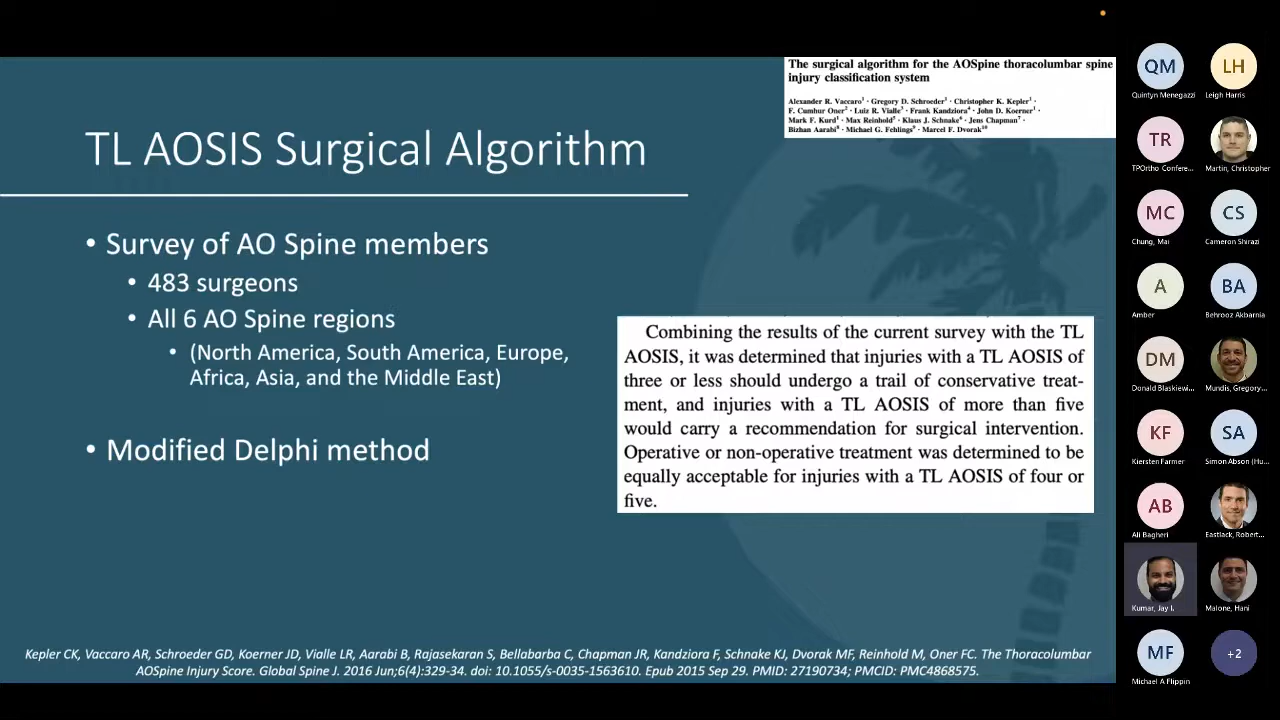 The surgical algorithm for the AOSpine thoracolumbar spine
injury classification system
Alexander R. Vaccaro¹ · Gregory D. Schroeder¹ · Christopher K. Kepler¹ ·
F. Cumhur Oner² · Luiz R. Vialle³ · Frank Kandziora⁴ · John D. Koerner¹ ·
Mark F. Kurd¹ · Max Reinhold⁵ · Klaus J. Schnake⁶ · Jens Chapman⁷ ·
Bizhan Aarabi⁸ · Michael G. Fehlings⁹ · Marcel F. Dvorak¹⁰
TL AOSIS Surgical Algorithm
• Survey of AO Spine members
• 483 surgeons
• All 6 AO Spine regions
• (North America, South America, Europe,
Africa, Asia, and the Middle East)
• Modified Delphi method
Combining the results of the current survey with the TL
AOSIS, it was determined that injuries with a TL AOSIS of
three or less should undergo a trail of conservative treat-
ment, and injuries with a TL AOSIS of more than five
would carry a recommendation for surgical intervention.
Operative or non-operative treatment was determined to be
equally acceptable for injuries with a TL AOSIS of four or
five.
Kepler CK, Vaccaro AR, Schroeder GD, Koerner JD, Vialle LR, Aarabi B, Rajasekaran S, Bellabarba C, Chapman JR, Kandziora F, Schnake KJ, Dvorak MF, Reinhold M, Oner FC. The Thoracolumbar
AOSpine Injury Score. Global Spine J. 2016 Jun;6(4):329-34. doi: 10.1055/s-0035-1563610. Epub 2015 Sep 29. PMID: 27190734; PMCID: PMC4868575.
QM
Quintyn Menegazzi
LH
Leigh Harris
TR
TPOrtho Confere...
Martin, Christopher
MC
Chung, Mai
CS
Cameron Shirazi
A
Amber
BA
Behrooz Akbarnia
DM
Donald Blaskiewi...
Mundis, Gregory...
KF
Kiersten Farmer
SA
Simon Abson (Hu...
AB
Ali Bagheri
Eastlack, Robert...
Kumar, Jay I.
Malone, Hani
MF
Michael A Flippin
+2